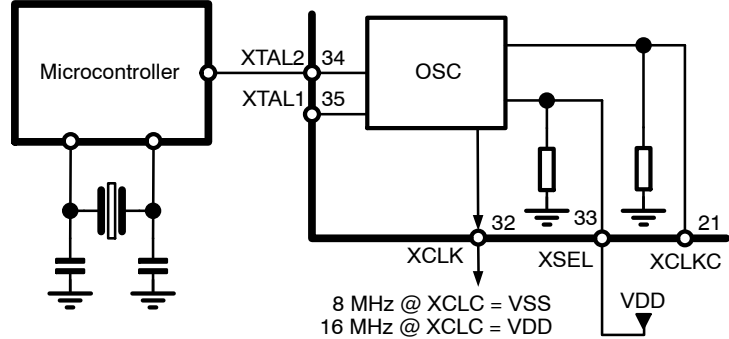 Microcontroller
XTAL2 34
XTAL1 35
OSC
32
33
21
XCLK
XSEL
XCLKC
8 MHz @ XCLC = VSS
16 MHz @ XCLC = VDD
VDD